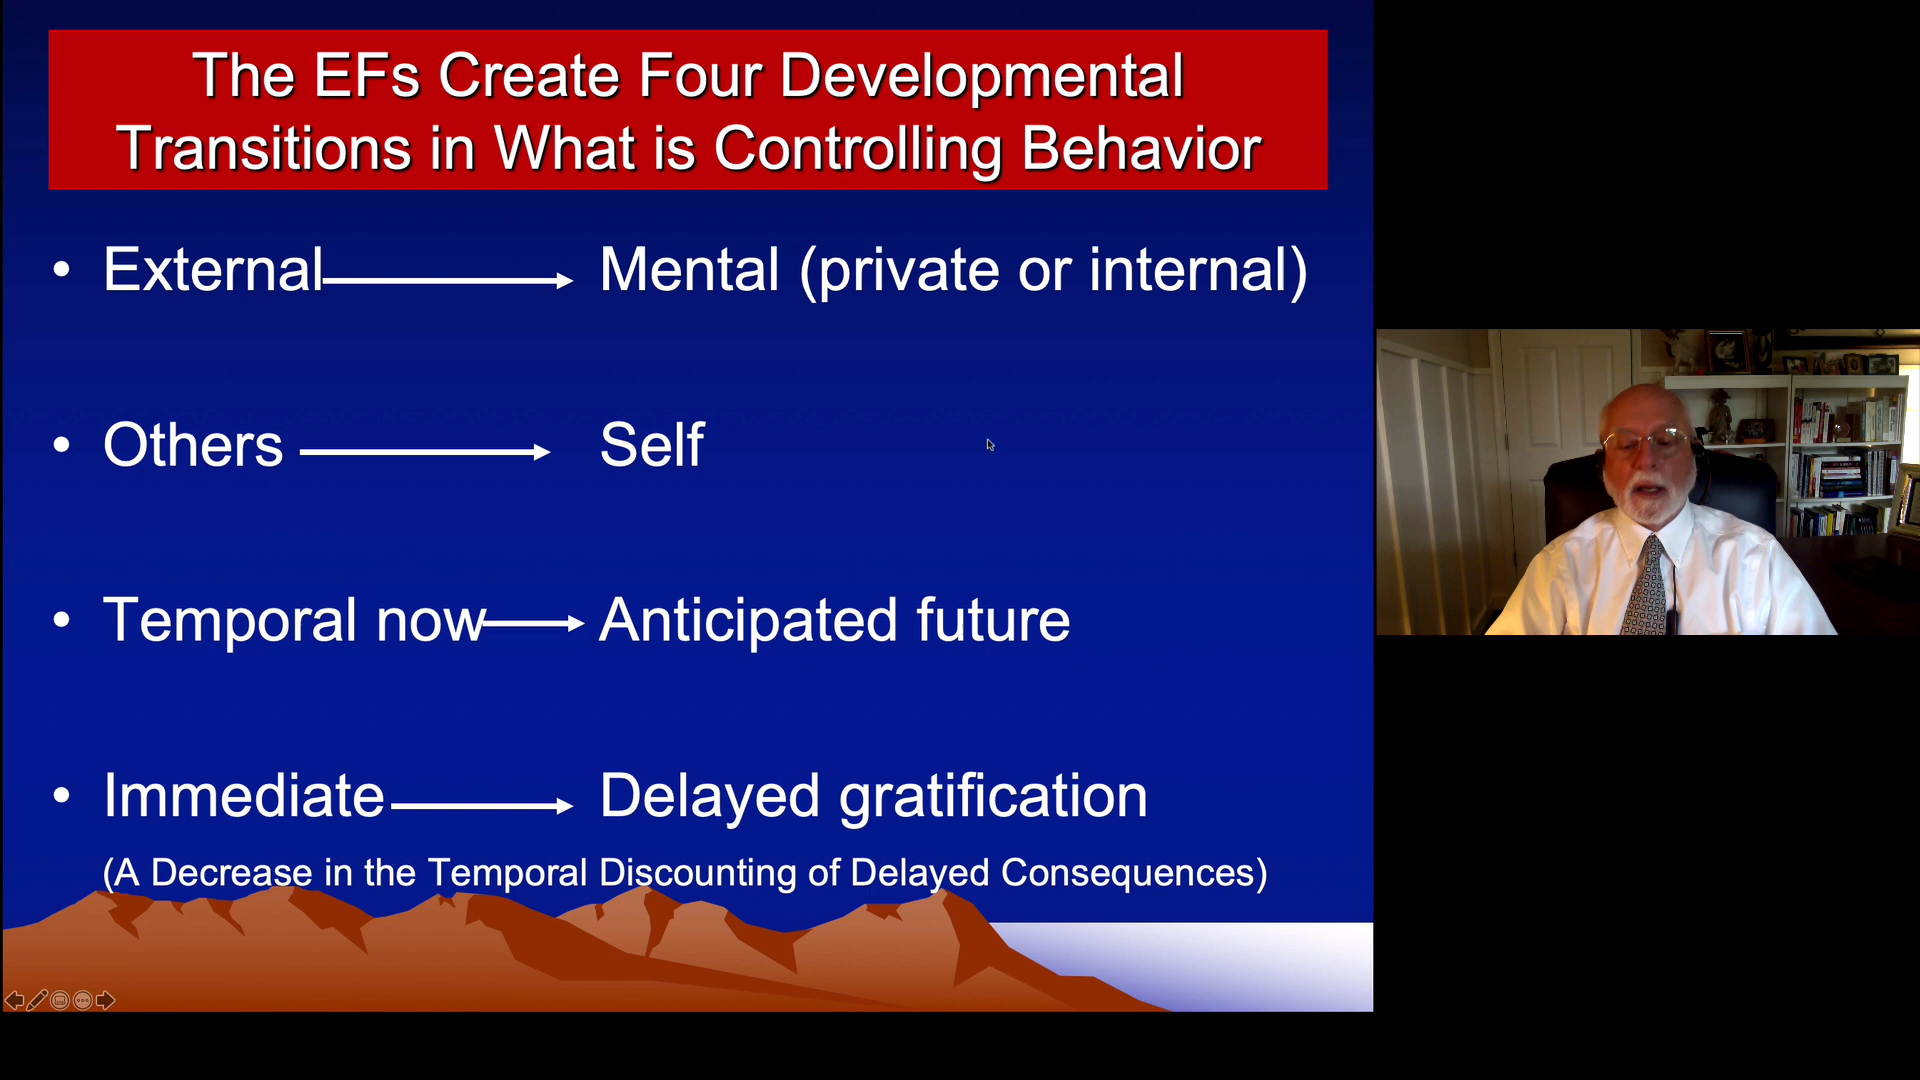 The EFs Create Four Developmental
Transitions in What is Controlling Behavior
• External Mental (private or internal)
• Others Self
• Temporal now Anticipated future
• Immediate Delayed gratification
(A Decrease in the Temporal Discounting of Delayed Consequences)